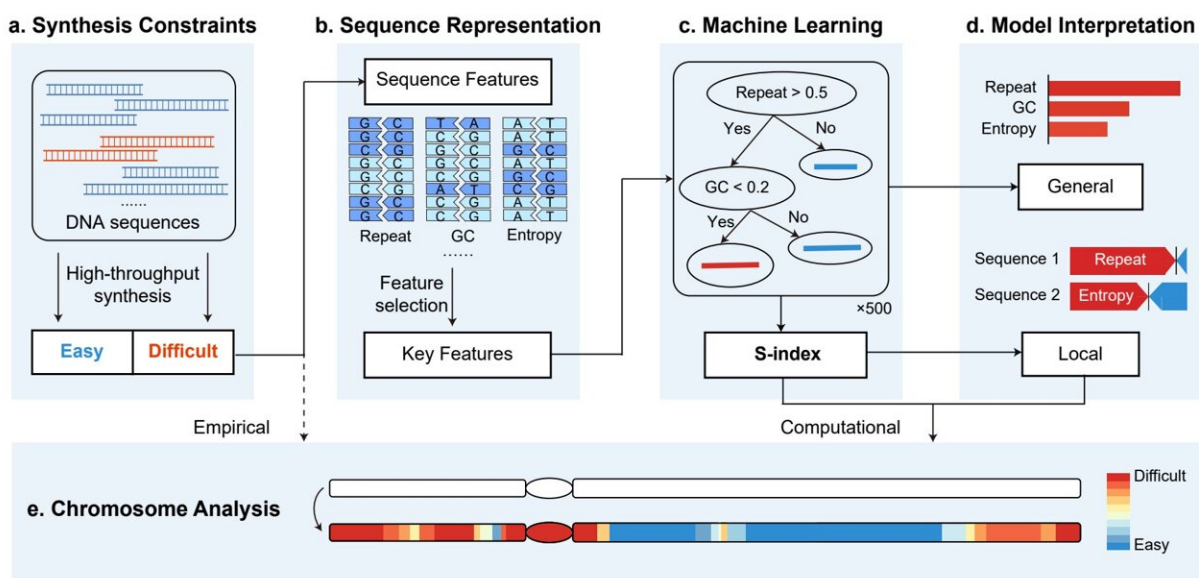 a. Synthesis Constraints
DNA sequences
......
High-throughput
synthesis
Easy
Difficult
b. Sequence Representation
Sequence Features
G C T A A T
G C C G A T
C G G C G C
G C G C A T
G C C G G C
C G A T C G
G C C G A T
G C C G A T
Repeat GC Entropy
......
Feature
selection
Key Features
c. Machine Learning
Repeat > 0.5
Yes
No
GC < 0.2
Yes
No
×500
S-index
d. Model Interpretation
Repeat
GC
Entropy
General
Sequence 1 Repeat
Sequence 2 Entropy
Local
Empirical
Computational
e. Chromosome Analysis
Difficult
Easy